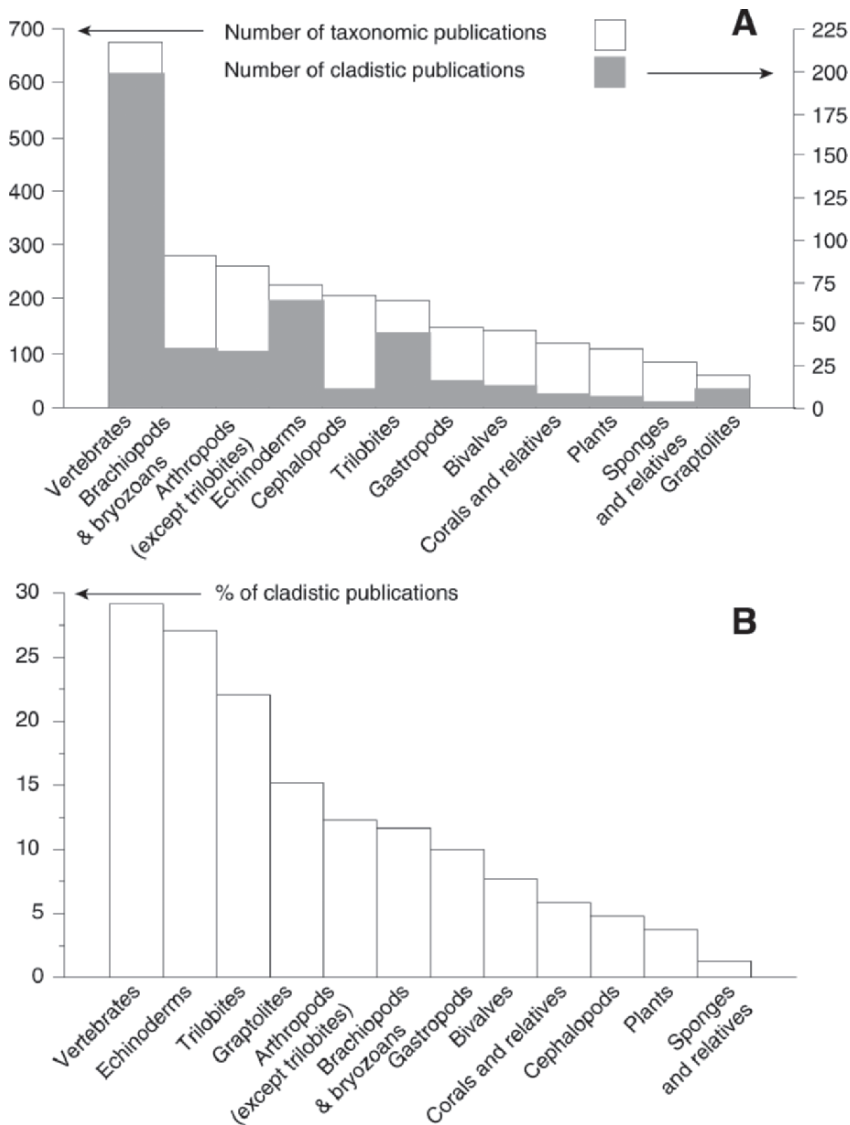 A
Number of taxonomic publications
Number of cladistic publications
700
600
500
400
300
200
100
0
225
200
175
150
125
100
75
50
25
0
Vertebrates
Brachiopods
& bryozoans
Arthropods
(except trilobites)
Echinoderms
Cephalopods
Trilobites
Gastropods
Bivalves
Corals and relatives
Plants
Sponges
and relatives
Graptolites
B
% of cladistic publications
30
25
20
15
10
5
0
Vertebrates
Echinoderms
Trilobites
Graptolites
Arthropods
(except trilobites)
Brachiopods
& bryozoans
Gastropods
Bivalves
Corals and relatives
Cephalopods
Plants
Sponges
and relatives